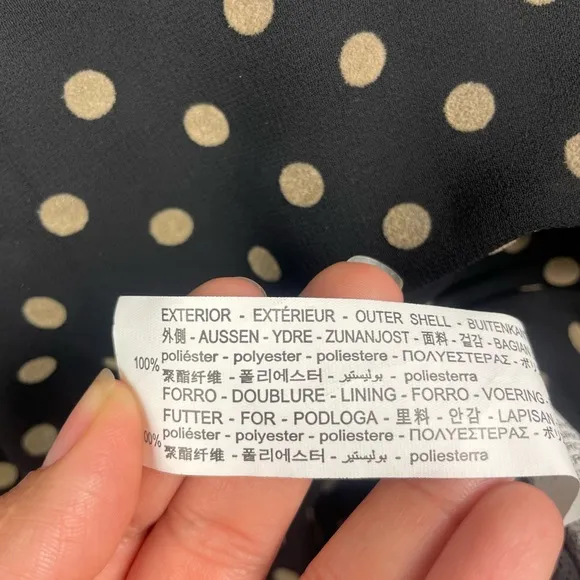 EXTERIOR - EXTÉRIEUR - OUTER SHELL - BUITENKA
外側 - AUSSEN - YDRE - ZUNANJOST - 面料 - 겉감 - BAGIAN
100% poliéster - polyester - poliestere - ΠΟΛΥΕΣΤΕΡΑΣ - ポリ
聚酯纤维 - 폴리에스터 - بوليستير - poliesterra
FORRO - DOUBLURE - LINING - FORRO - VOERING -
FUTTER - FOR - PODLOGA - 里料 - 안감 - LAPISAN
00% poliéster - polyester - poliestere - ΠΟΛΥΕΣΤΕΡΑΣ - ポリ
聚酯纤维 - 폴리에스터 - بوليستير - poliesterra